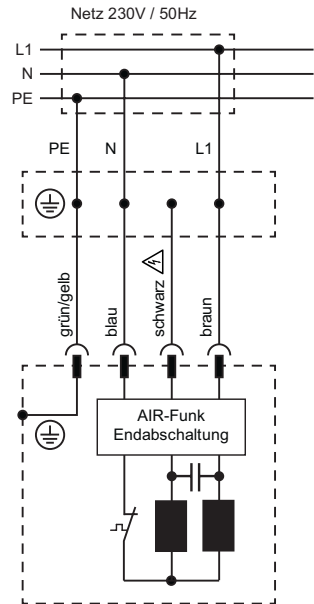 Netz 230V / 50Hz
L1
N
PE
PE N L1
grün/gelb
blau
schwarz
braun
AIR-Funk
Endabschaltung